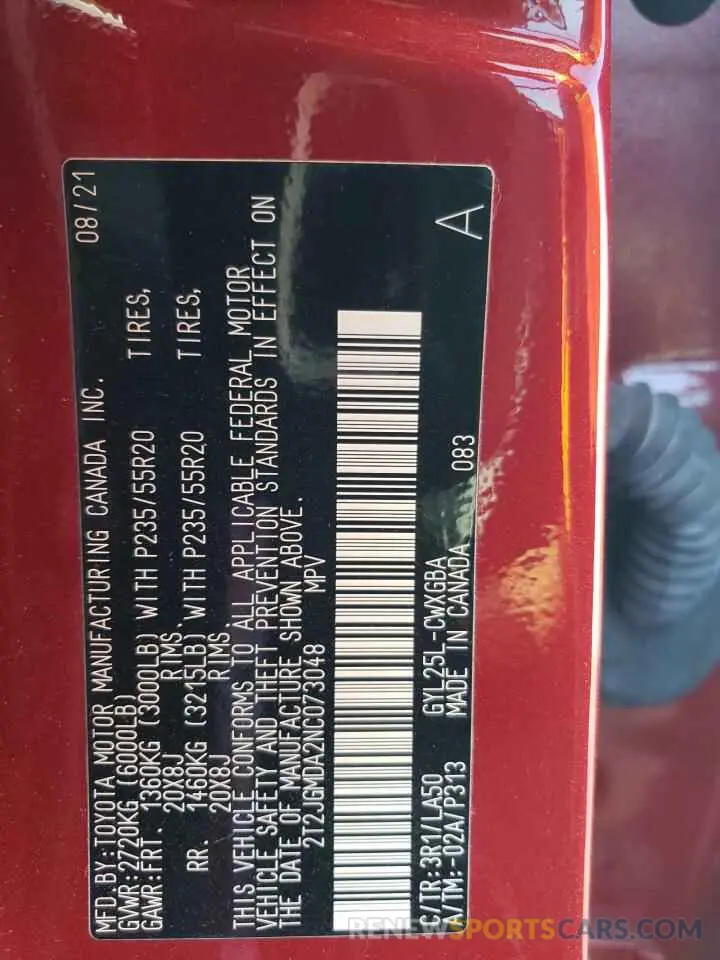 MFD.BY:TOYOTA MOTOR MANUFACTURING CANADA INC. 08/21
GVWR:2720KG (6000LB)
GAWR:FRT. 1360KG (3000LB) WITH P235/55R20 TIRES,
20X8J RIMS.
RR. 1460KG (3215LB) WITH P235/55R20 TIRES,
20X8J RIMS
THIS VEHICLE CONFORMS TO ALL APPLICABLE FEDERAL MOTOR
VEHICLE SAFETY AND THEFT PREVENTION STANDARDS IN EFFECT ON
THE DATE OF MANUFACTURE SHOWN ABOVE.
2T2JGMDA2NC073048 MPV
C/TR:3R1/LA50 GYL25L-CWXGBA
A/TM:-02A/P313 MADE IN CANADA 083
A
RENEWSPORTSCARS.COM